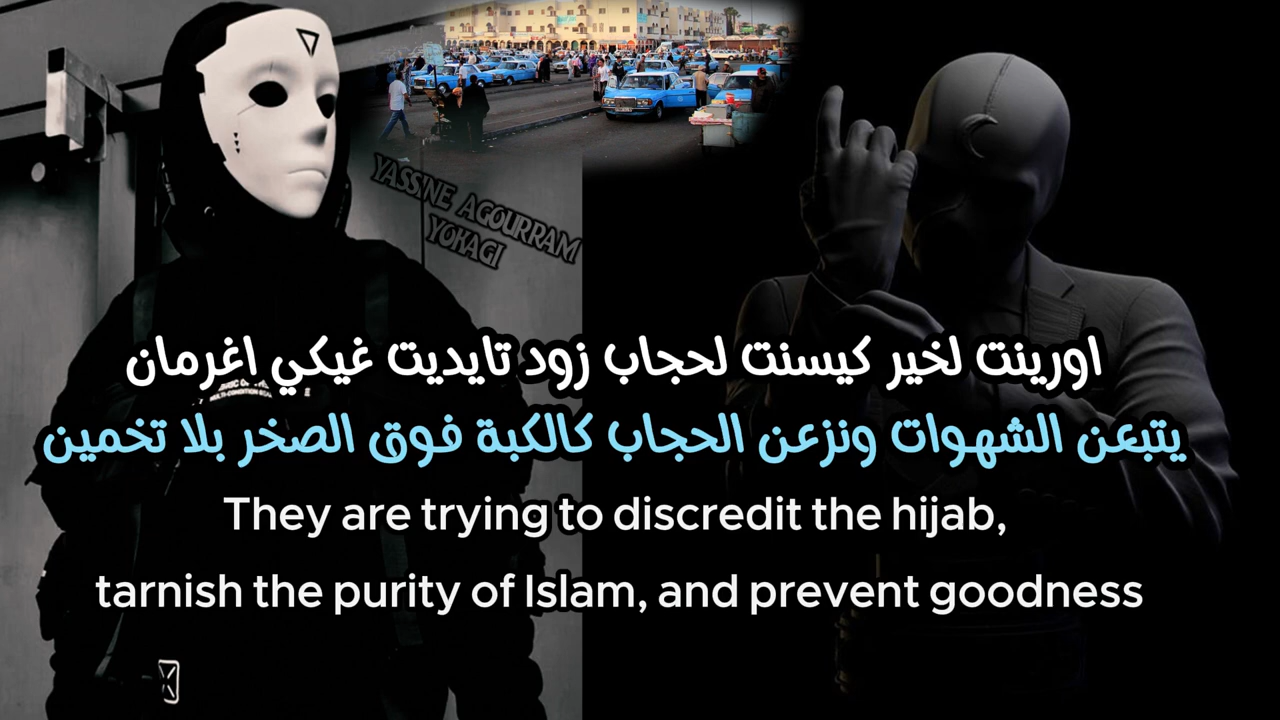 YASSINE AGOURRAM
YOKAGI
اورينت لخير كيسنت لحجاب زود تايديت غيكي اغرمان
يتبعن الشهوات ونزعن الحجاب كالكبة فوق الصخر بلا تخمين
They are trying to discredit the hijab,
tarnish the purity of Islam, and prevent goodness